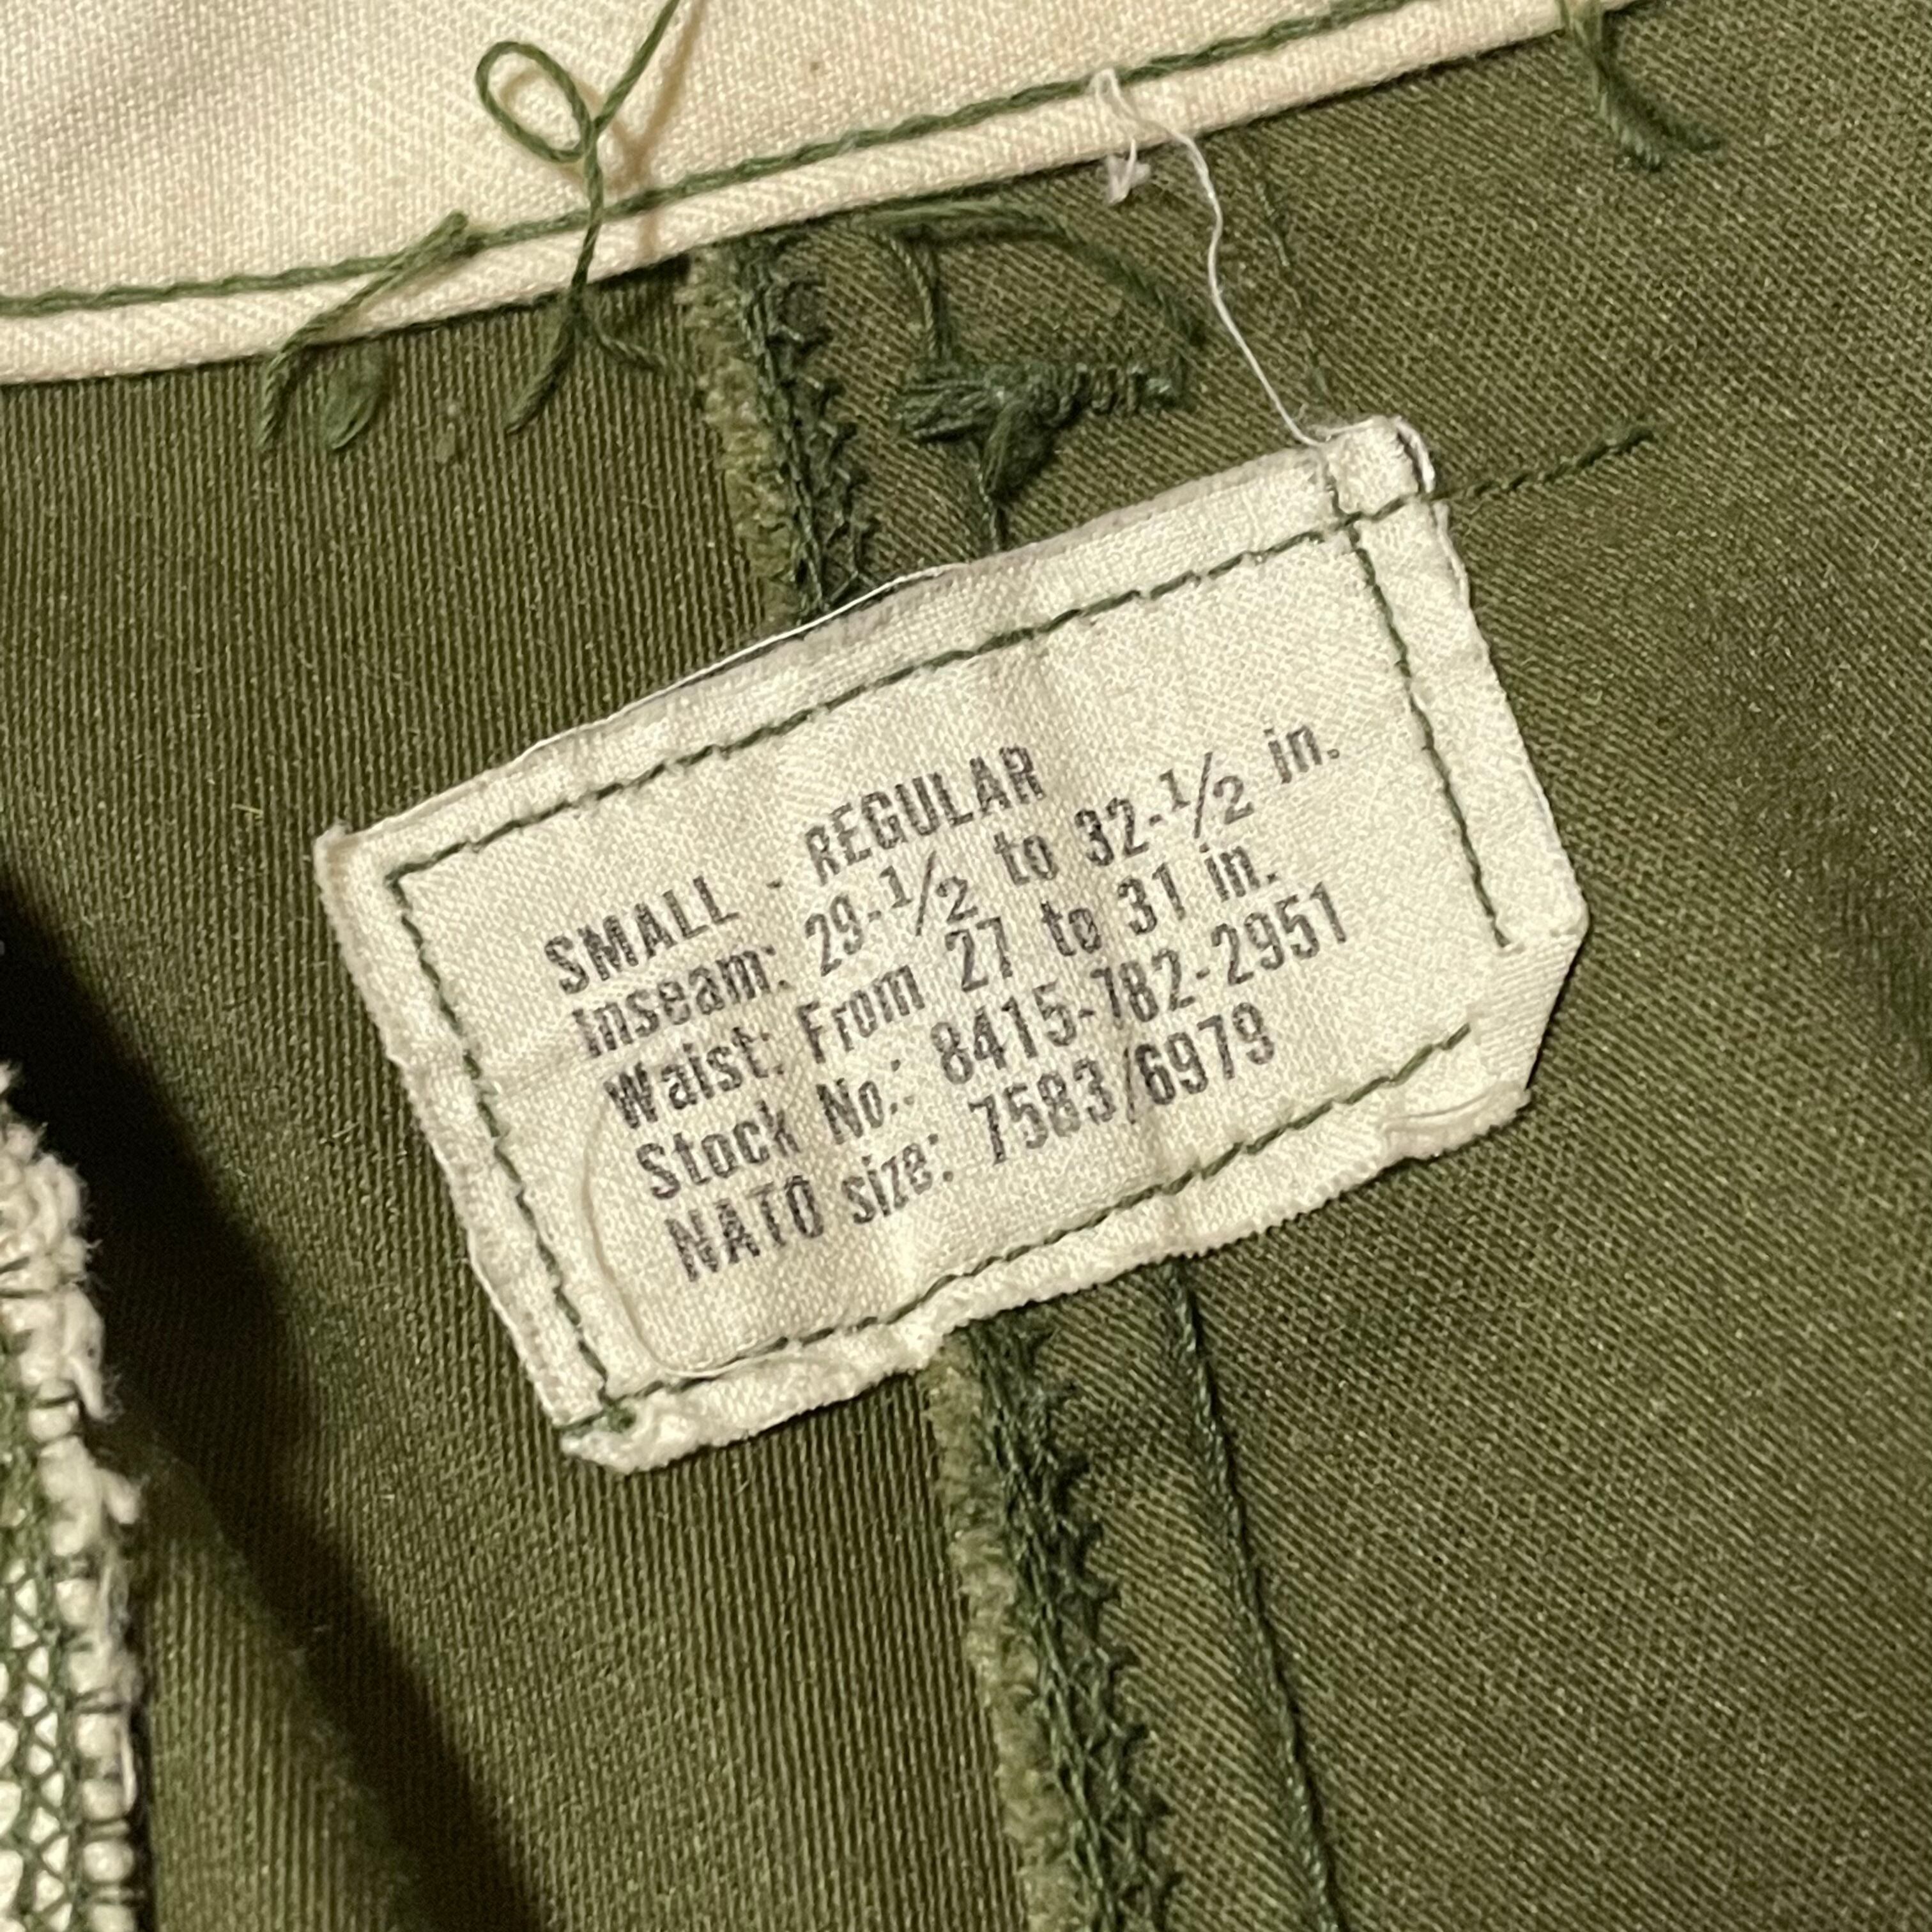 SMALL - REGULAR
Inseam: 29-1/2 to 32-1/2 in.
Waist: From 27 to 31 in.
Stock No.: 8415-782-2951
NATO size: 7583/6979